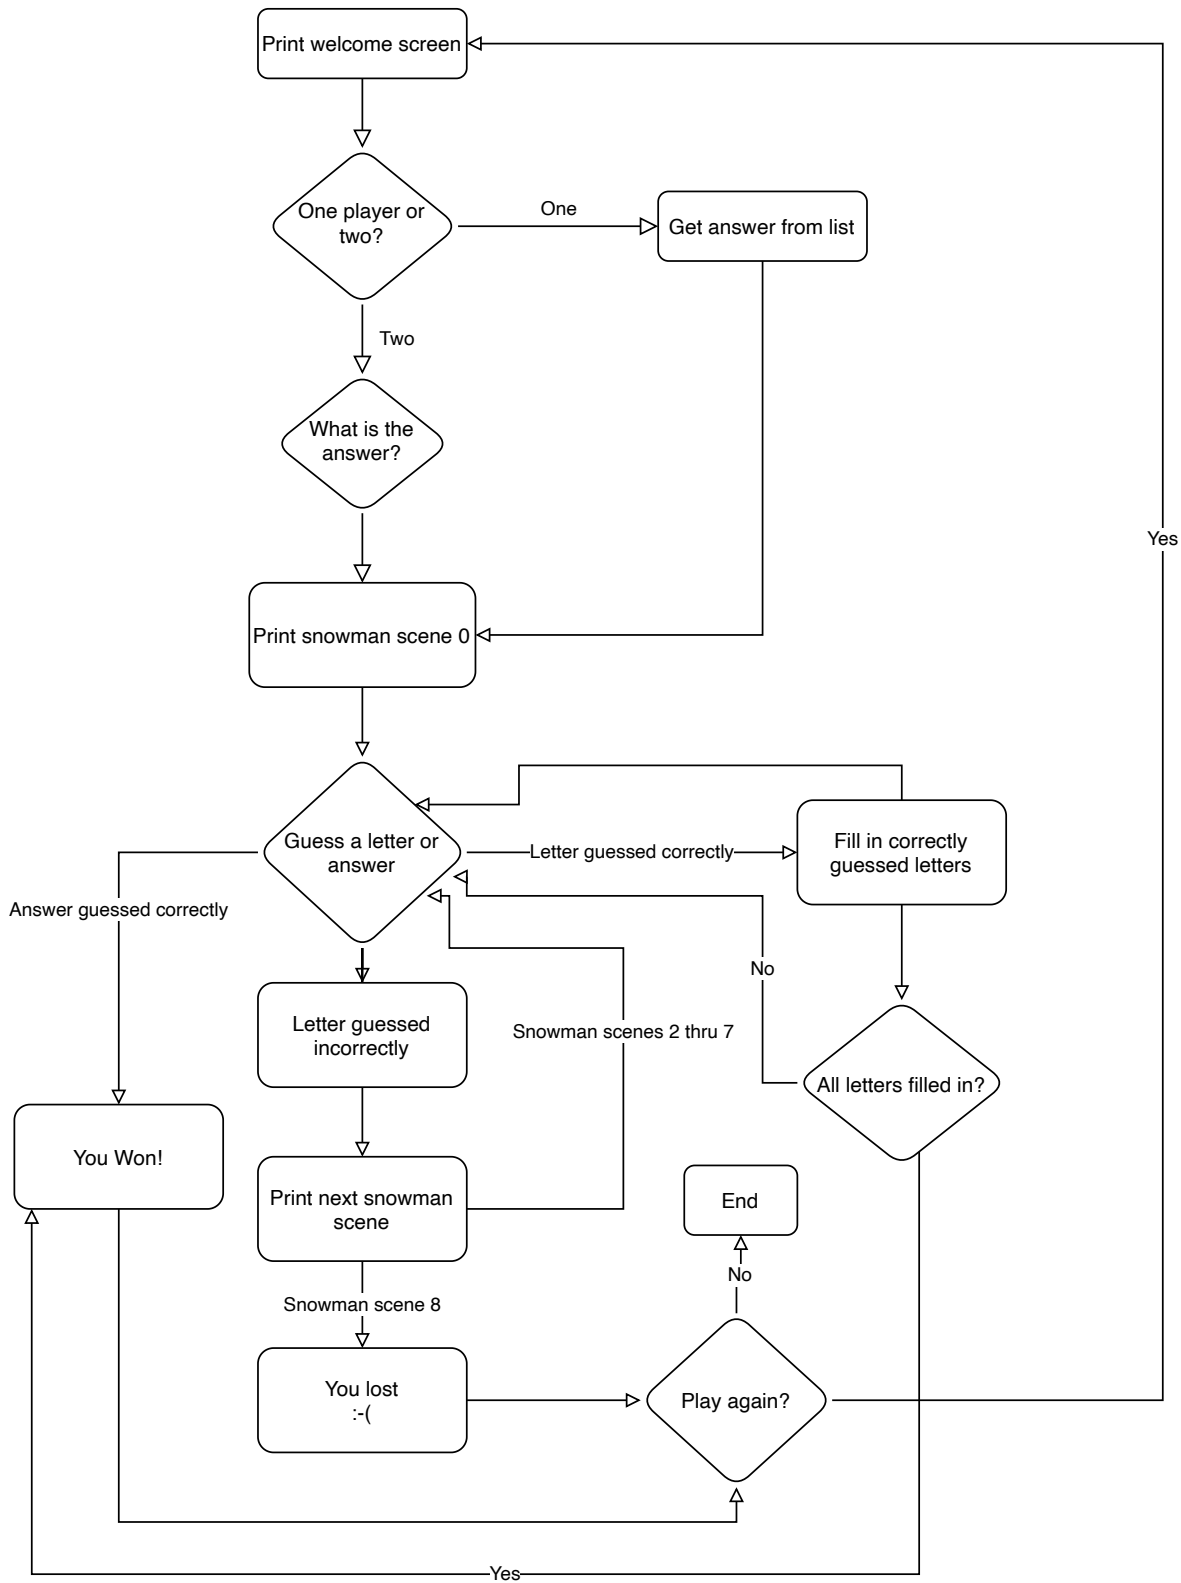 Print welcome screen
One player or
two?
One
Get answer from list
Two
What is the
answer?
Yes
Print snowman scene 0
Guess a letter or
answer
Letter guessed correctly
Fill in correctly
guessed letters
Answer guessed correctly
No
Letter guessed
incorrectly
Snowman scenes 2 thru 7
All letters filled in?
You Won!
Print next snowman
scene
End
No
Snowman scene 8
You lost
:-(
Play again?
Yes